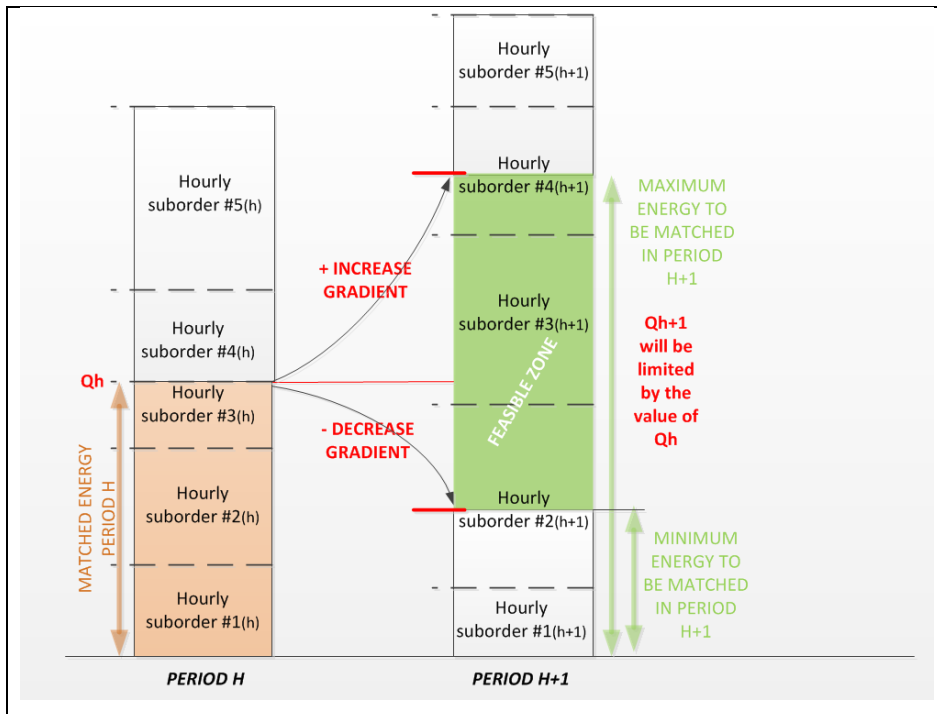 Hourly
suborder #5(h+1)
Hourly
suborder #5(h)
Hourly
suborder #4(h+1)
MAXIMUM
ENERGY TO
BE MATCHED
IN PERIOD
H+1
+ INCREASE
GRADIENT
Hourly
suborder #3(h+1)
Hourly
suborder #4(h)
Qh+1
will be
limited
by the
value of
Qh
Qh
Hourly
suborder #3(h)
FEASIBLE ZONE
- DECREASE
GRADIENT
MATCHED ENERGY
PERIOD H
Hourly
suborder #2(h)
Hourly
suborder #2(h+1)
MINIMUM
ENERGY TO
BE MATCHED
IN PERIOD
H+1
Hourly
suborder #1(h)
Hourly
suborder #1(h+1)
PERIOD H
PERIOD H+1